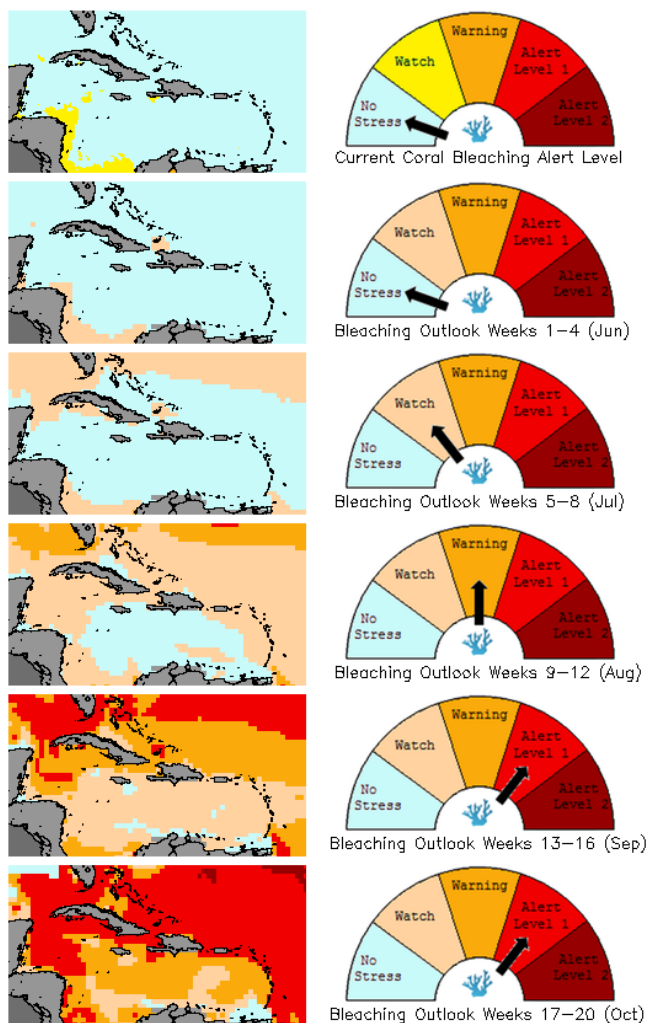 Warning
Watch
Alert
Level 1
No
Stress
Alert
Level 2
Current Coral Bleaching Alert Level
Warning
Watch
Alert
Level 1
No
Stress
Alert
Level 2
Bleaching Outlook Weeks 1-4 (Jun)
Warning
Watch
Alert
Level 1
No
Stress
Alert
Level 2
Bleaching Outlook Weeks 5-8 (Jul)
Warning
Watch
Alert
Level 1
No
Stress
Alert
Level 2
Bleaching Outlook Weeks 9-12 (Aug)
Warning
Watch
Alert
Level 1
No
Stress
Alert
Level 2
Bleaching Outlook Weeks 13-16 (Sep)
Warning
Watch
Alert
Level 1
No
Stress
Alert
Level 2
Bleaching Outlook Weeks 17-20 (Oct)